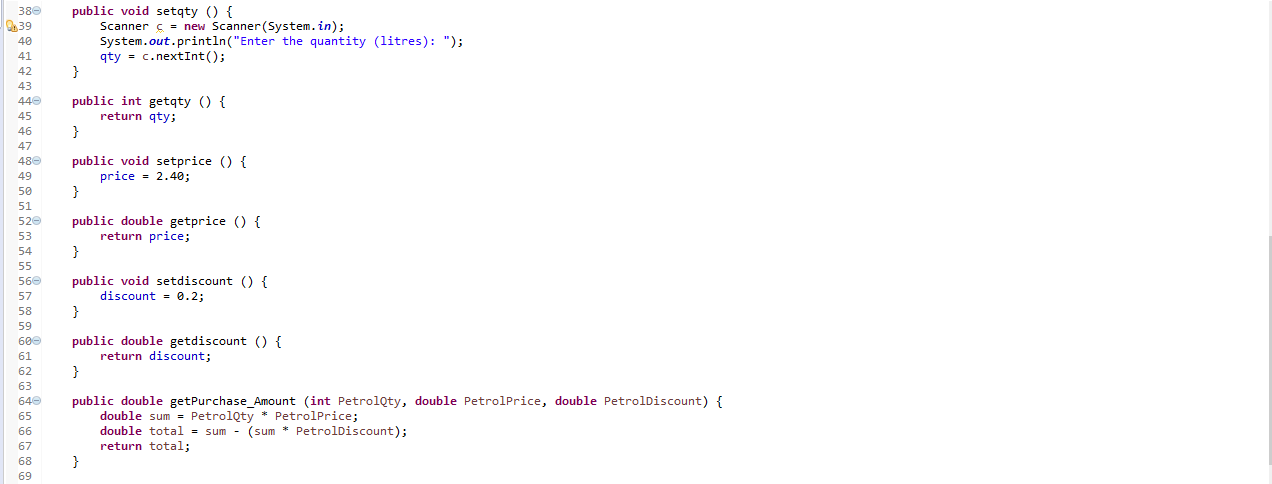 38 public void setqty () {
39 Scanner c = new Scanner(System.in);
40 System.out.println("Enter the quantity (litres): ");
41 qty = c.nextInt();
42 }
43
44 public int getqty () {
45 return qty;
46 }
47
48 public void setprice () {
49 price = 2.40;
50 }
51
52 public double getprice () {
53 return price;
54 }
55
56 public void setdiscount () {
57 discount = 0.2;
58 }
59
60 public double getdiscount () {
61 return discount;
62 }
63
64 public double getPurchase_Amount (int PetrolQty, double PetrolPrice, double PetrolDiscount) {
65 double sum = PetrolQty * PetrolPrice;
66 double total = sum - (sum * PetrolDiscount);
67 return total;
68 }
69